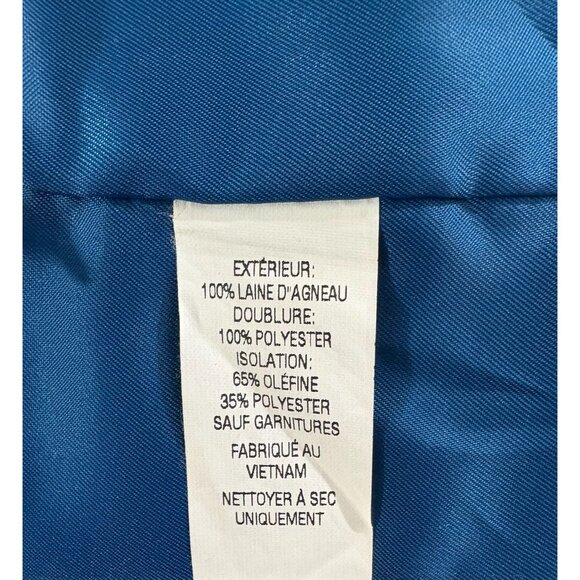 EXTÉRIEUR:
100% LAINE D"AGNEAU
DOUBLURE:
100% POLYESTER
ISOLATION:
65% OLÉFINE
35% POLYESTER
SAUF GARNITURES
FABRIQUÉ AU
VIETNAM
NETTOYER À SEC
UNIQUEMENT